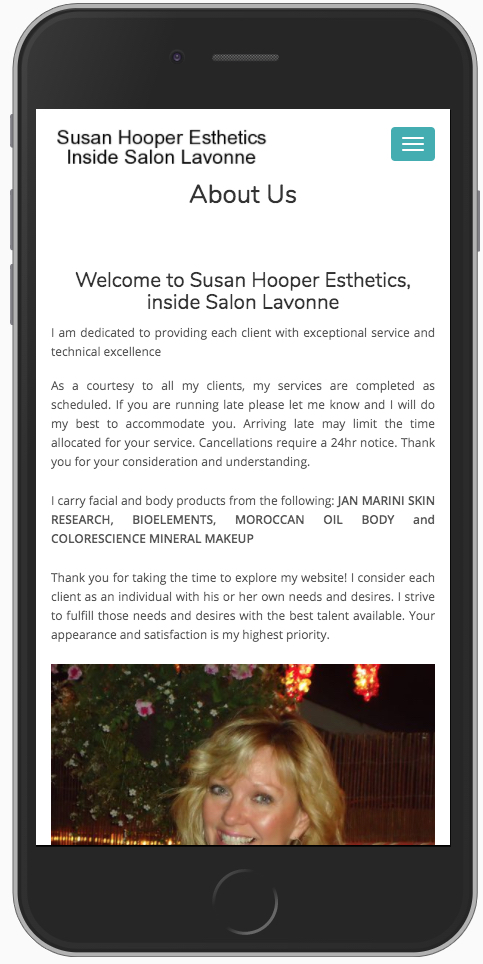 Susan Hooper Esthetics
Inside Salon Lavonne
About Us
Welcome to Susan Hooper Esthetics,
inside Salon Lavonne
I am dedicated to providing each client with exceptional service and
technical excellence
As a courtesy to all my clients, my services are completed as
scheduled. If you are running late please let me know and I will do
my best to accommodate you. Arriving late may limit the time
allocated for your service. Cancellations require a 24hr notice. Thank
you for your consideration and understanding.
I carry facial and body products from the following: JAN MARINI SKIN
RESEARCH, BIOELEMENTS, MOROCCAN OIL BODY and
COLORESCIENCE MINERAL MAKEUP
Thank you for taking the time to explore my website! I consider each
client as an individual with his or her own needs and desires. I strive
to fulfill those needs and desires with the best talent available. Your
appearance and satisfaction is my highest priority.